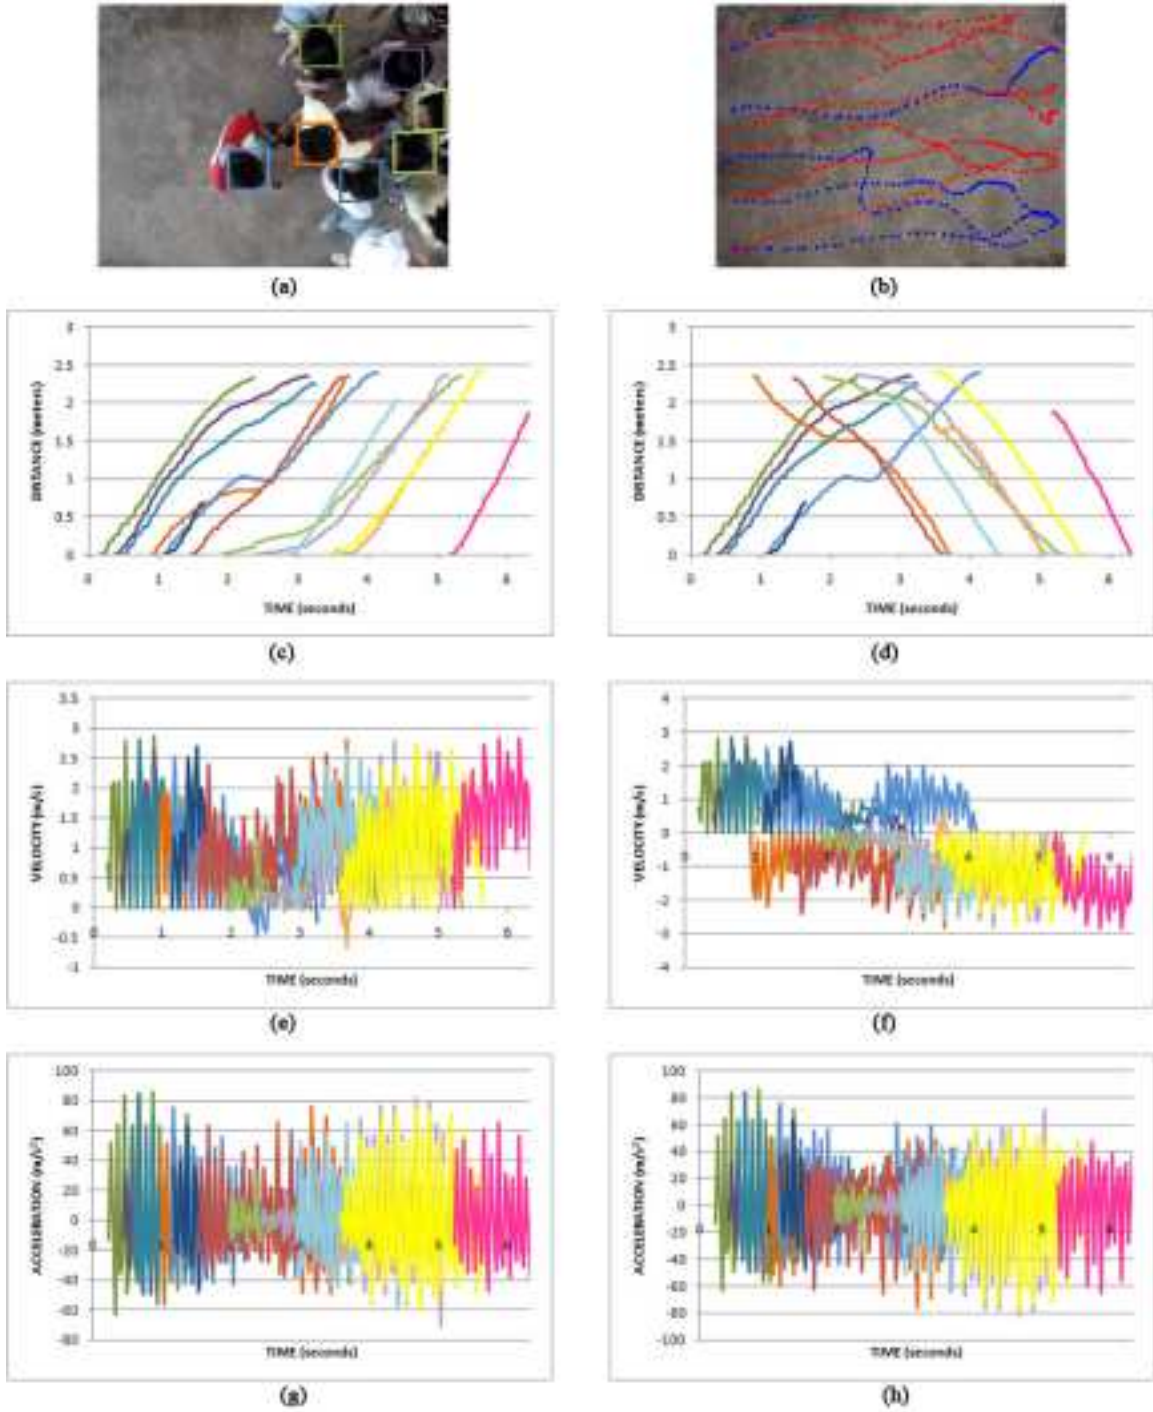 (a)
(b)
3
2.5
2
1.5
1
0.5
0
DISTANCE (meters)
0 1 2 3 4 5 6
TIME (seconds)
(c)
3
2.5
2
1.5
1
0.5
0
DISTANCE (meters)
0 1 2 3 4 5 6
TIME (seconds)
(d)
3.5
3
2.5
2
1.5
1
0.5
0
-0.5
-1
VELOCITY (m/s)
0 1 2 3 4 5 6
TIME (seconds)
(e)
4
3
2
1
0
-1
-2
-3
-4
VELOCITY (m/s)
TIME (seconds)
(f)
100
80
60
40
20
0
-20
-40
-60
-80
ACCELERATION (m/s²)
TIME (seconds)
(g)
100
80
60
40
20
0
-20
-40
-60
-80
-100
ACCELERATION (m/s²)
TIME (seconds)
(h)